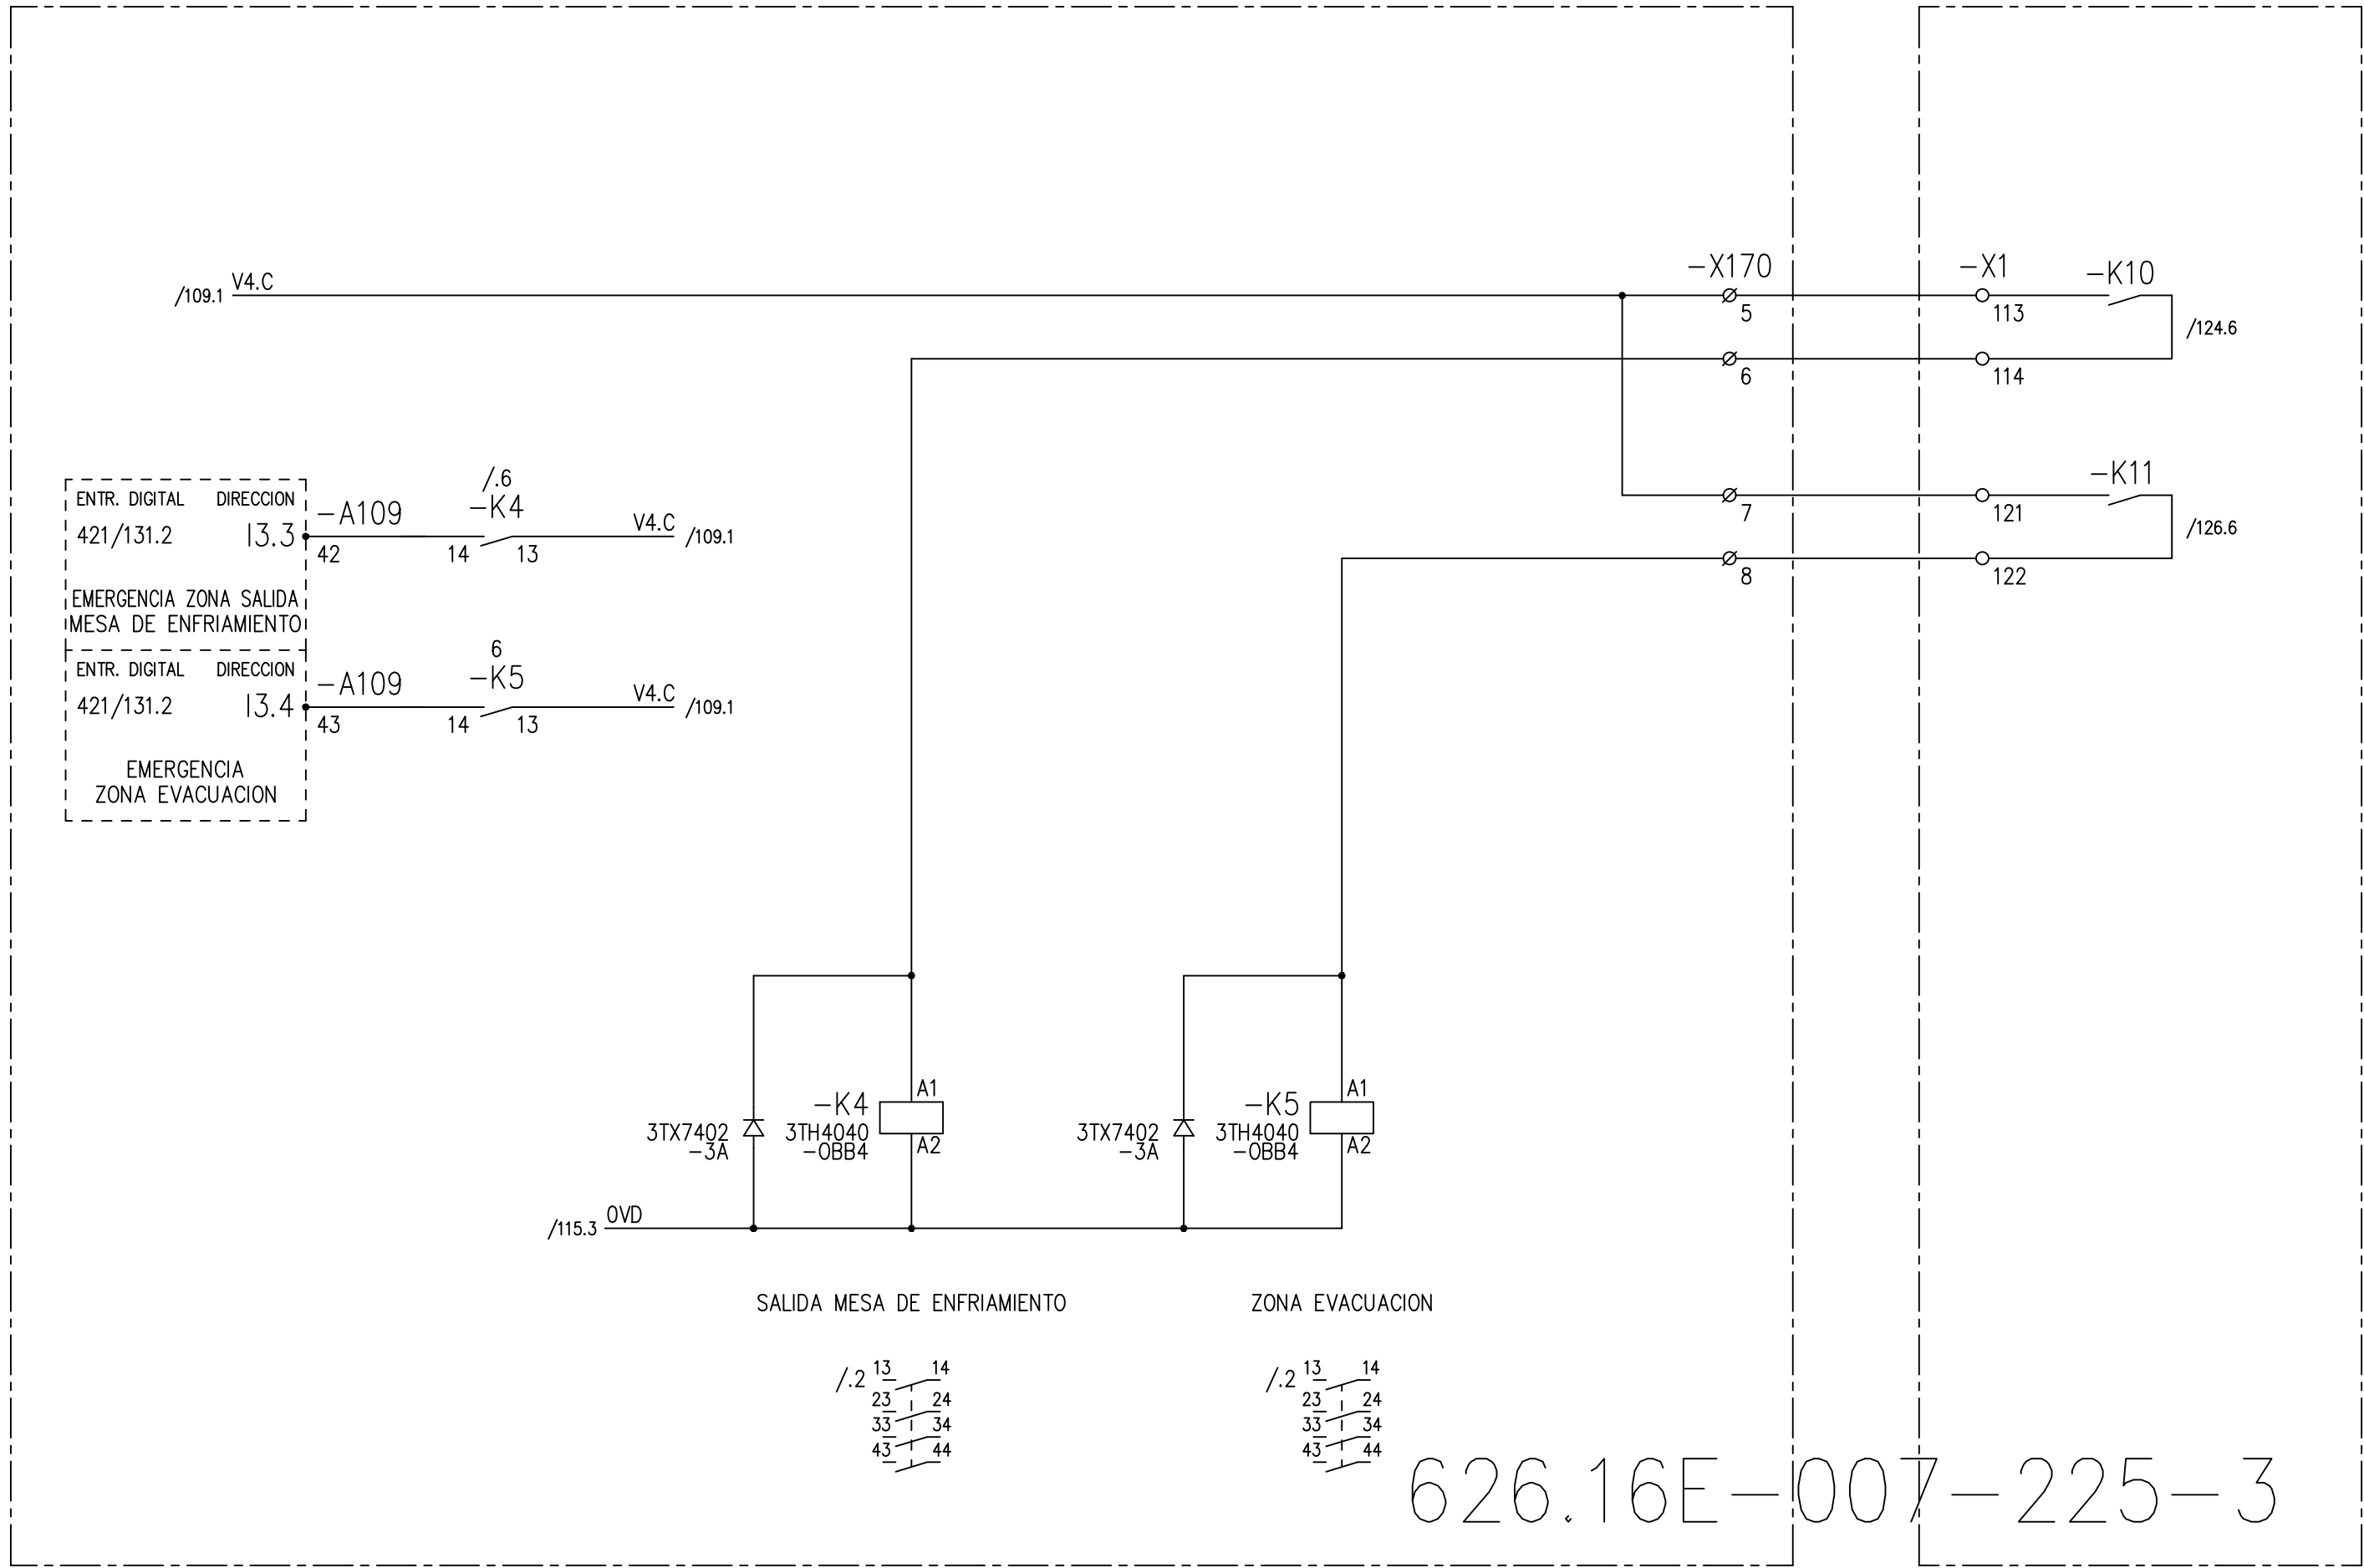 /109.1 V4.C
-X170
-X1
-K10
5
113
/124.6
6
114
-K11
7
121
/126.6
8
122
ENTR. DIGITAL DIRECCION
421/131.2 I3.3
EMERGENCIA ZONA SALIDA
MESA DE ENFRIAMIENTO
-A109
42
/.6
-K4
14 13
V4.C /109.1
ENTR. DIGITAL DIRECCION
421/131.2 I3.4
EMERGENCIA
ZONA EVACUACION
-A109
43
6
-K5
14 13
V4.C /109.1
3TX7402
-3A
-K4
3TH4040
-0BB4
A1
A2
3TX7402
-3A
-K5
3TH4040
-0BB4
A1
A2
/115.3 0VD
SALIDA MESA DE ENFRIAMIENTO
ZONA EVACUACION
/.2 13 14
23 24
33 34
43 44
/.2 13 14
23 24
33 34
43 44
626.16E-007-225-3